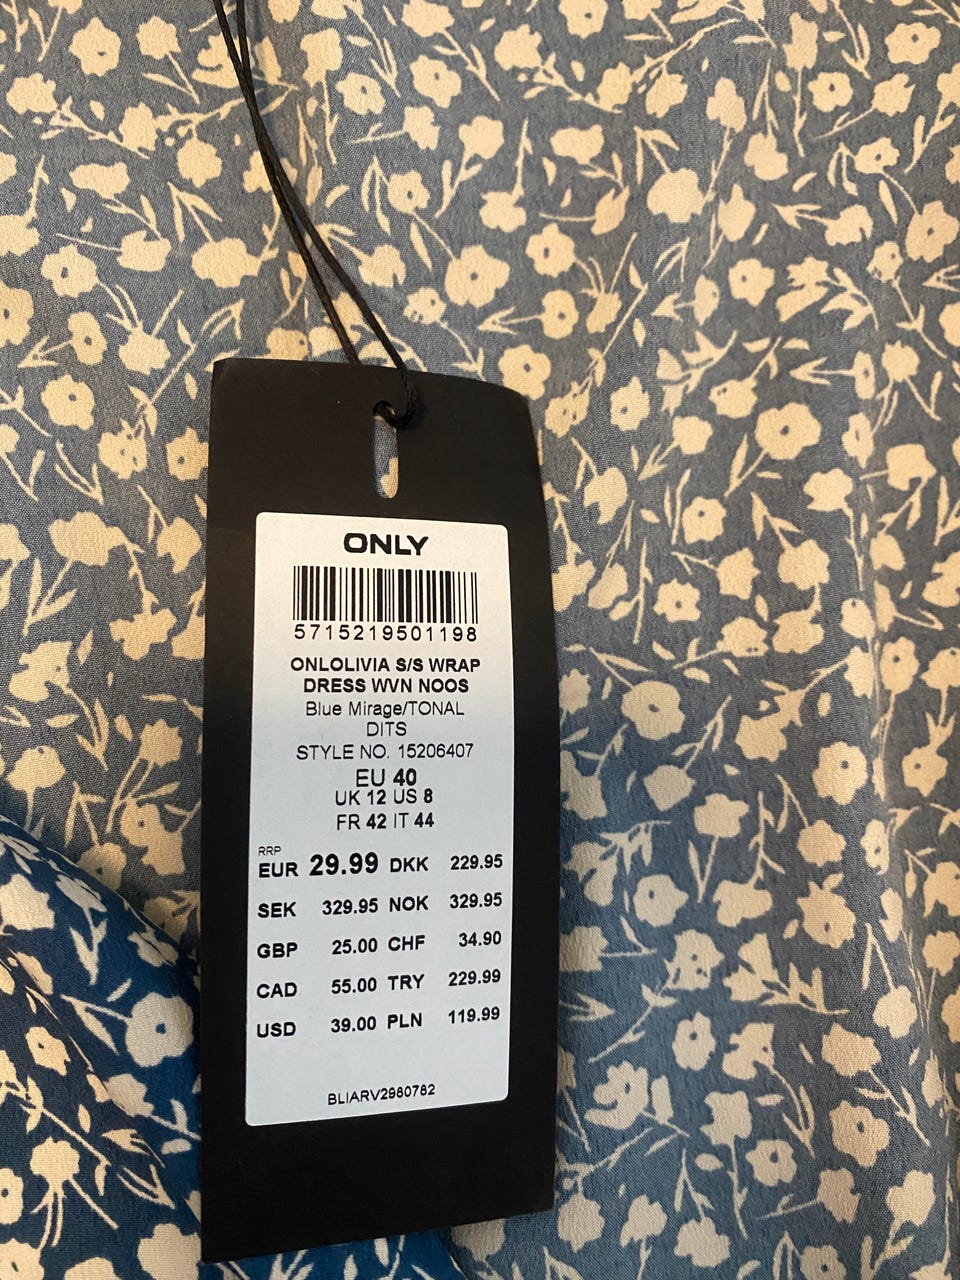 ONLY
5715219501198
ONLOLIVIA S/S WRAP
DRESS WVN NOOS
Blue Mirage/TONAL
DITS
STYLE NO. 15206407
EU 40
UK 12 US 8
FR 42 IT 44
RRP
EUR 29.99 DKK 229.95
SEK 329.95 NOK 329.95
GBP 25.00 CHF 34.90
CAD 55.00 TRY 229.99
USD 39.00 PLN 119.99
BLIARV2980782